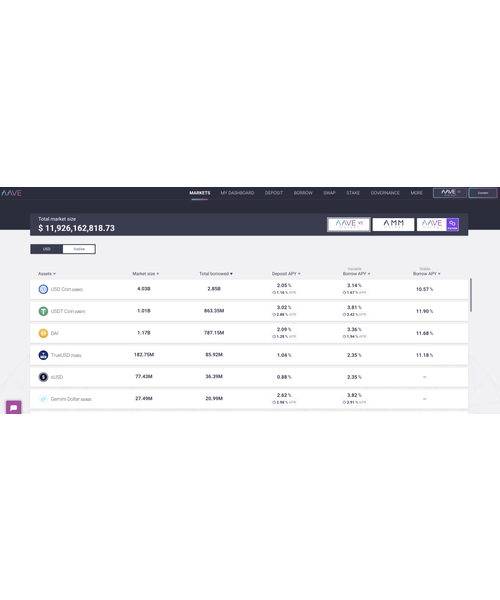 AAVE
MARKETS MY DASHBOARD DEPOSIT BORROW SWAP STAKE GOVERNANCE MORE AAVE Connect
Total market size
$ 11,926,162,818.73
AAVE V2 AMM AAVE
USD Native
Assets Market size Total borrowed Deposit APY Variable Borrow APY Stable Borrow APY
USD Coin (USDC) 4.03B 2.85B 2.05 % 3.14 % 10.57 %
1.16 % APR 1.67 % APR
USDT Coin (USDT) 1.01B 863.35M 3.02 % 3.81 % 11.90 %
2.68 % APR 3.42 % APR
DAI 1.17B 787.15M 2.09 % 3.36 % 11.68 %
1.28 % APR 1.94 % APR
TrueUSD (TUSD) 182.75M 85.92M 1.04 % 2.35 % 11.18 %
sUSD 77.43M 36.39M 0.88 % 2.35 % —
Gemini Dollar (GUSD) 27.49M 20.99M 2.62 % 3.82 % —
2.98 % APR 3.91 % APR